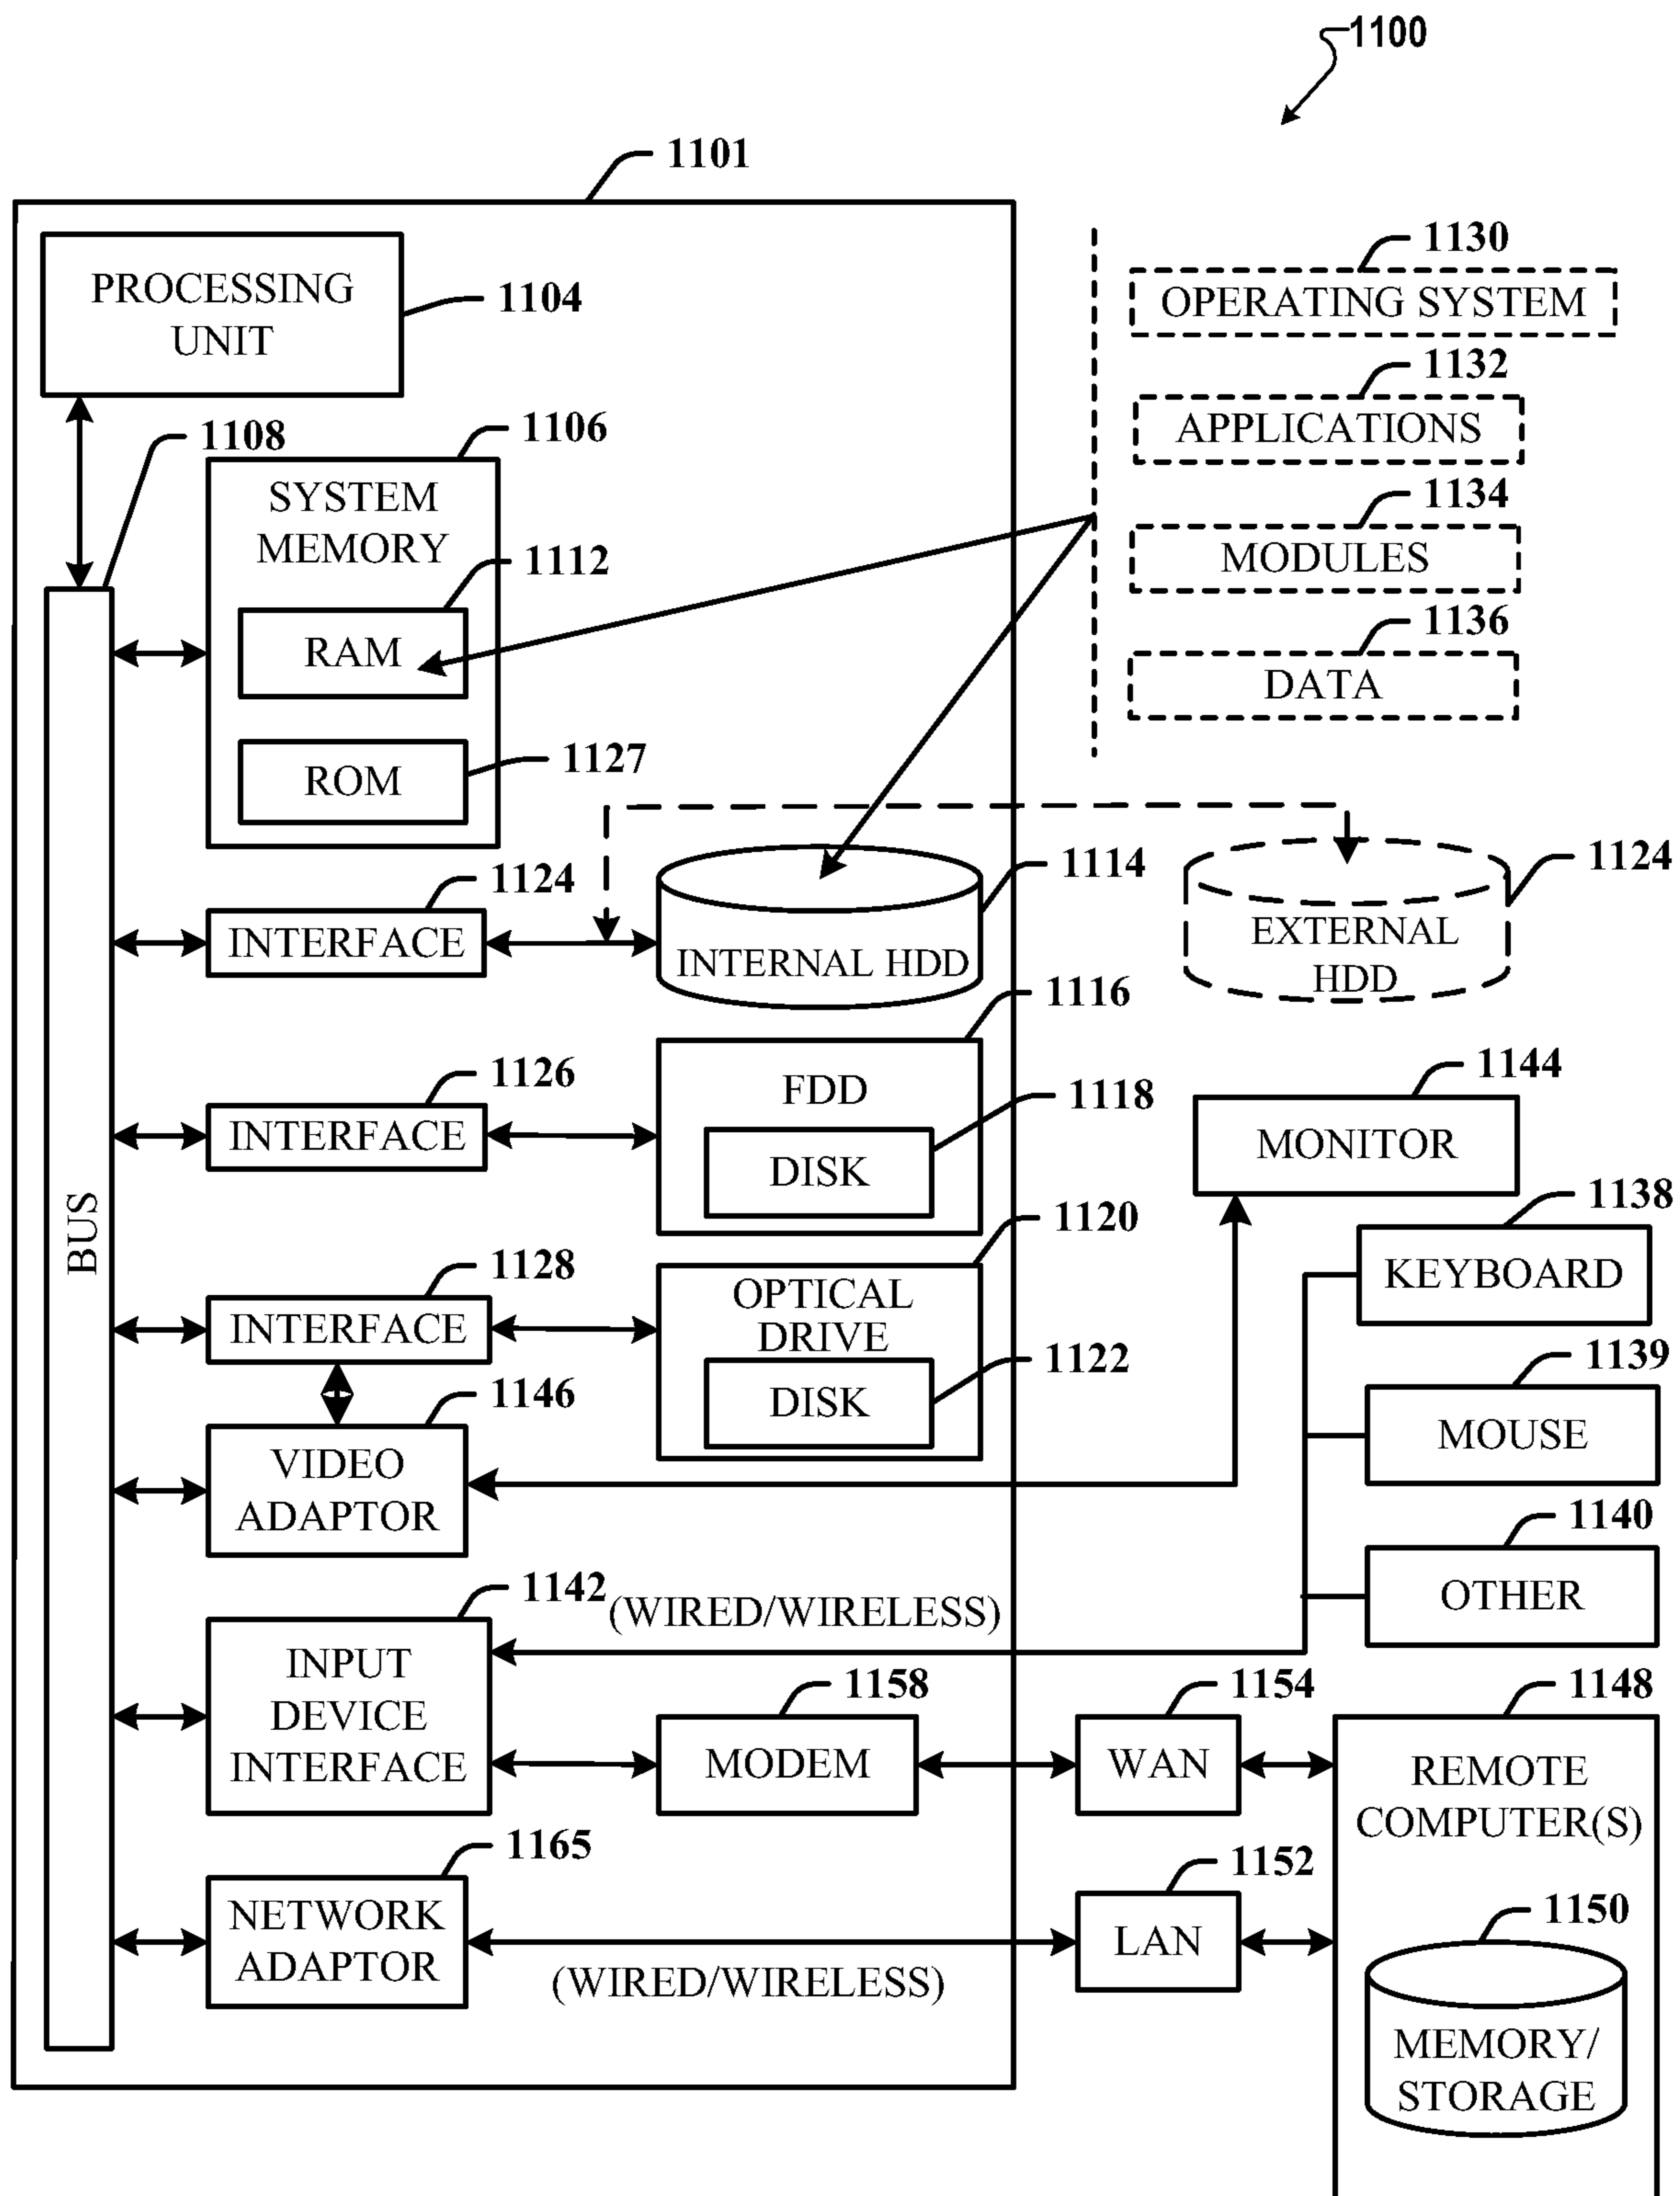 1100
1101
PROCESSING
UNIT
1104
1130
OPERATING SYSTEM
1132
APPLICATIONS
1134
MODULES
1136
DATA
1108
1106
SYSTEM
MEMORY
1112
RAM
ROM
1127
1124
INTERFACE
1114
INTERNAL HDD
1124
EXTERNAL
HDD
1126
INTERFACE
1116
FDD
1118
DISK
1144
MONITOR
BUS
1138
KEYBOARD
1128
INTERFACE
1120
OPTICAL
DRIVE
1122
DISK
1139
MOUSE
1146
VIDEO
ADAPTOR
1140
OTHER
1142
(WIRED/WIRELESS)
INPUT
DEVICE
INTERFACE
1158
MODEM
1154
WAN
1148
REMOTE
COMPUTER(S)
1165
NETWORK
ADAPTOR
(WIRED/WIRELESS)
1152
LAN
1150
MEMORY/
STORAGE